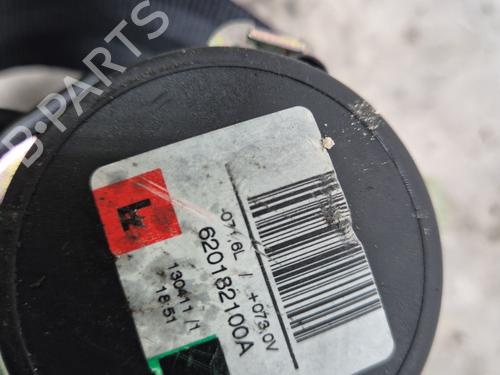 L
-071.6L / +073.0V
620182100A
130411 /1
18:51
B-PARTS